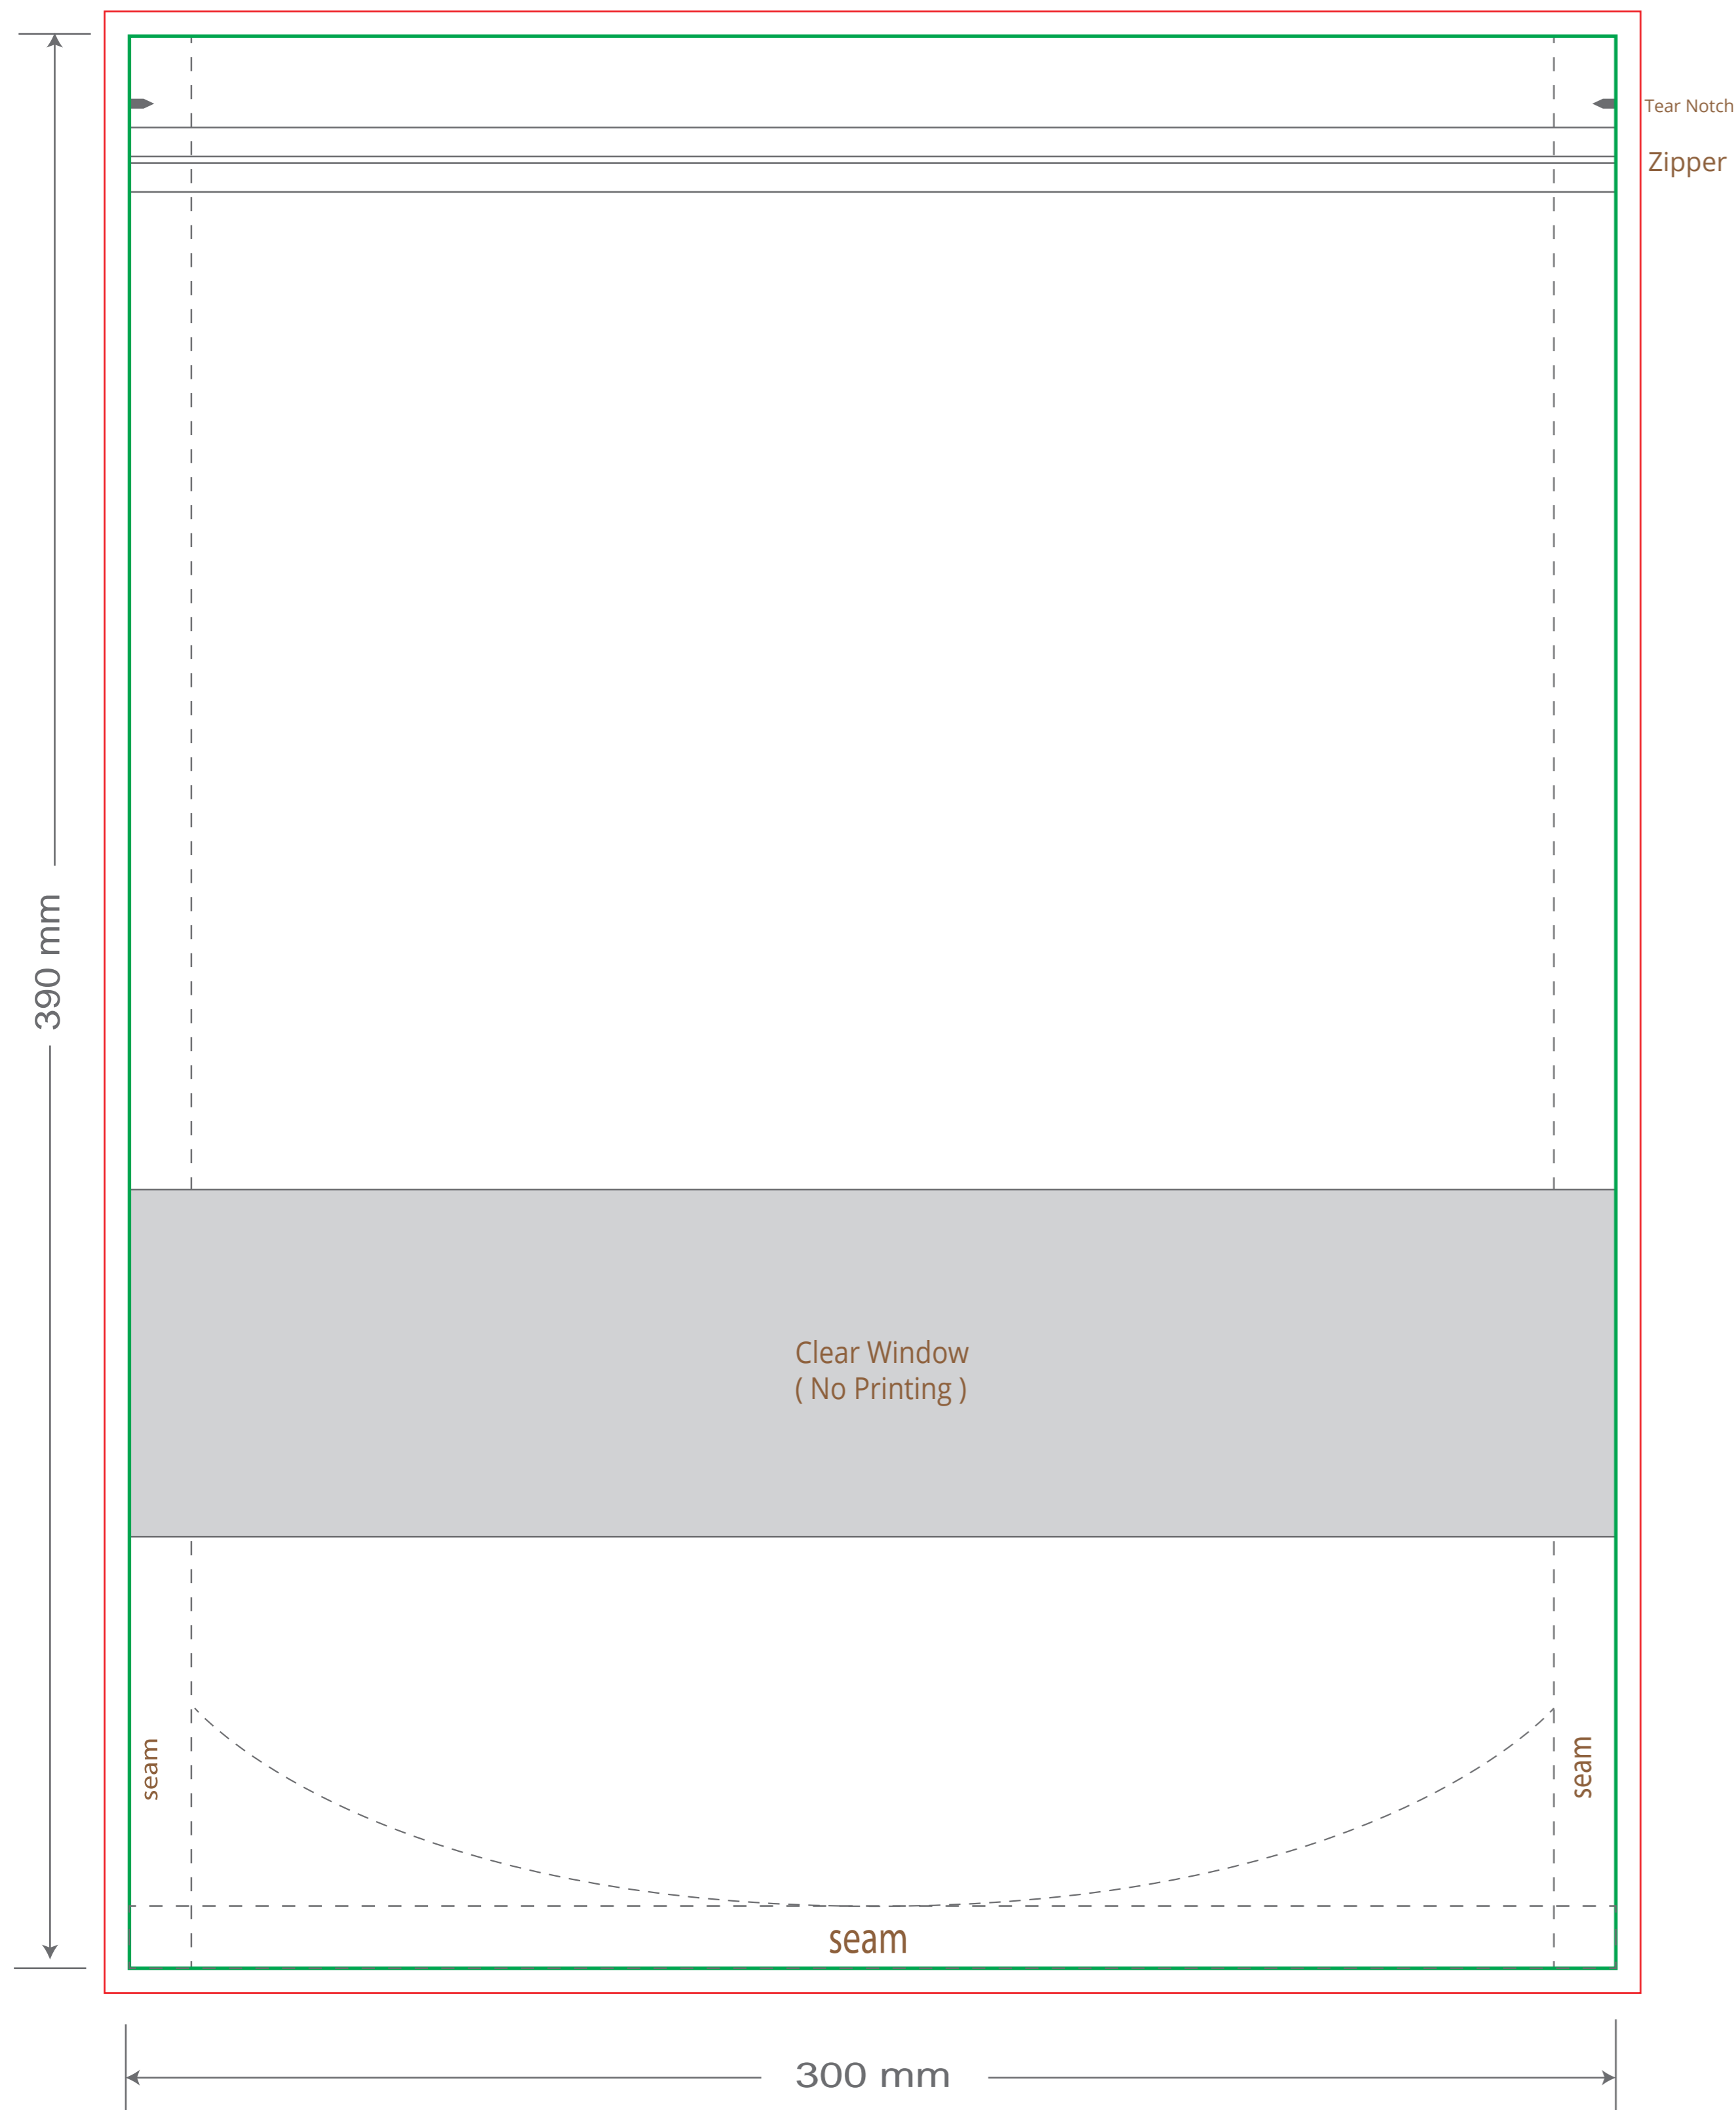 Tear Notch
Zipper
390 mm
Clear Window
( No Printing )
seam
seam
seam
300 mm